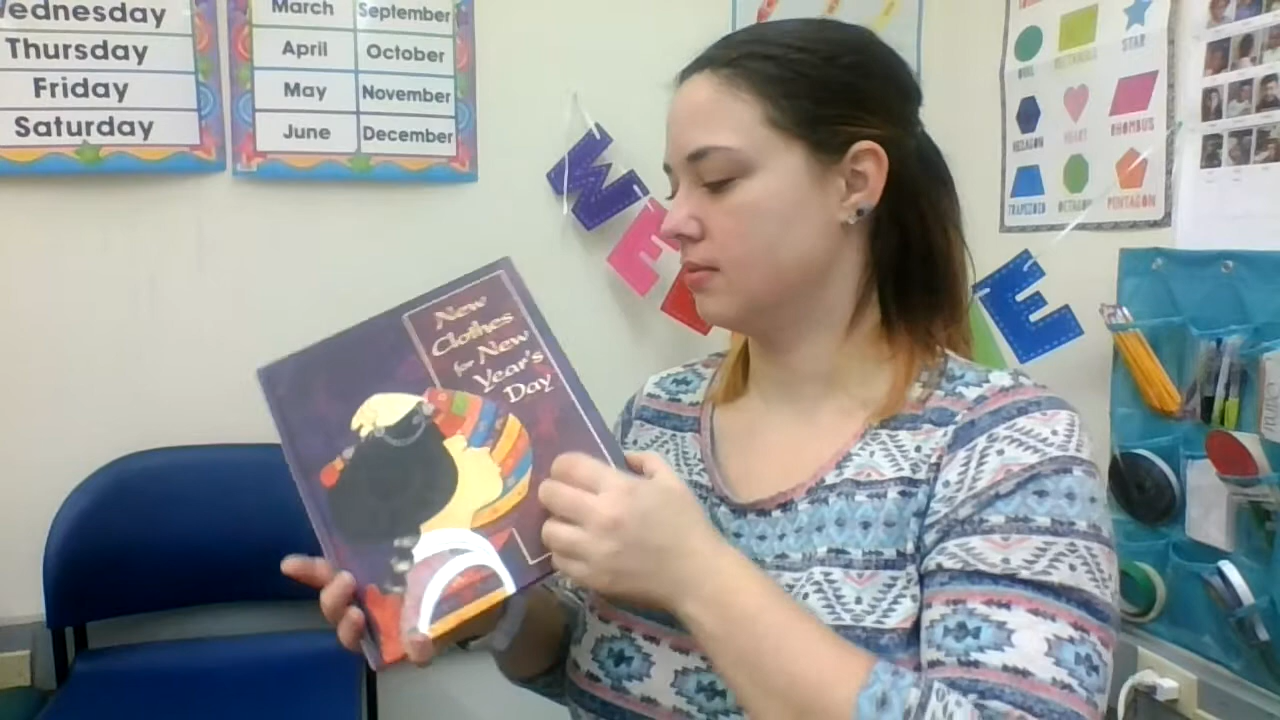 Wednesday
Thursday
Friday
Saturday
March
September
April
October
May
November
June
December
WE
E
New
Clothes
for New
Year's
Day
STAR
HEART
RHOMBUS
HEXAGON
TRAPEZOID
OCTAGON
PENTAGON